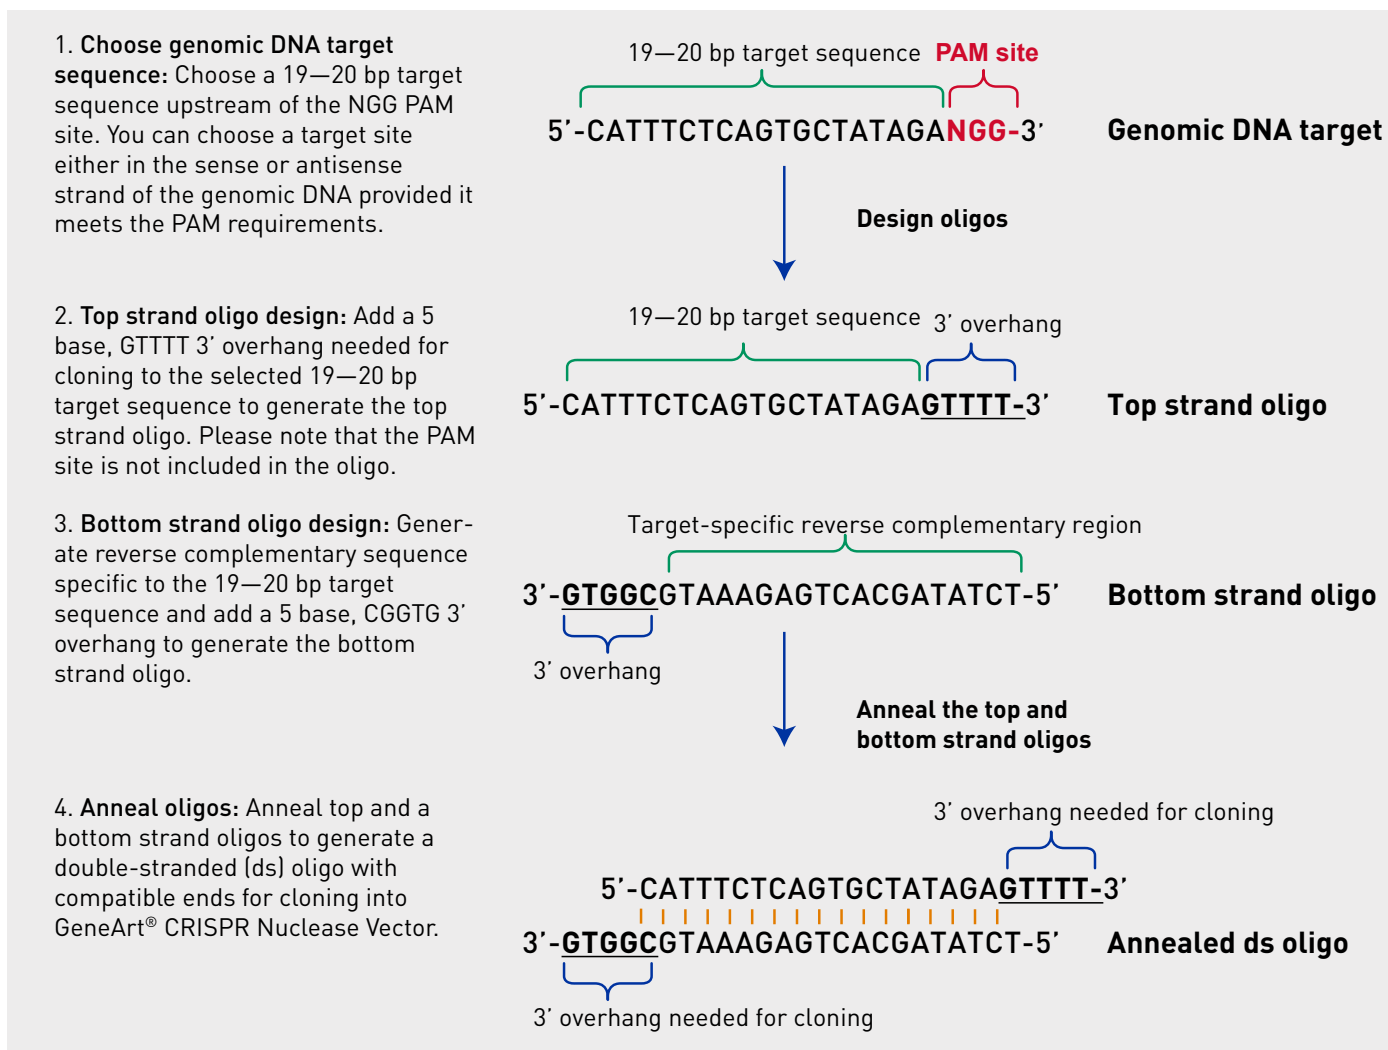 1. Choose genomic DNA target
sequence: Choose a 19—20 bp target
sequence upstream of the NGG PAM
site. You can choose a target site
either in the sense or antisense
strand of the genomic DNA provided it
meets the PAM requirements.
19—20 bp target sequence PAM site
5’-CATTTCTCAGTGCTATAGANGG-3’
Genomic DNA target
Design oligos
2. Top strand oligo design: Add a 5
base, GTTTT 3’ overhang needed for
cloning to the selected 19—20 bp
target sequence to generate the top
strand oligo. Please note that the PAM
site is not included in the oligo.
19—20 bp target sequence 3’ overhang
5’-CATTTCTCAGTGCTATAGAGTTTT-3’
Top strand oligo
3. Bottom strand oligo design: Gener-
ate reverse complementary sequence
specific to the 19—20 bp target
sequence and add a 5 base, CGGTG 3’
overhang to generate the bottom
strand oligo.
Target-specific reverse complementary region
3’-GTGGCGTAAAGAGTCACGATATCT-5’
Bottom strand oligo
3’ overhang
Anneal the top and
bottom strand oligos
4. Anneal oligos: Anneal top and a
bottom strand oligos to generate a
double-stranded (ds) oligo with
compatible ends for cloning into
GeneArt® CRISPR Nuclease Vector.
3’ overhang needed for cloning
5’-CATTTCTCAGTGCTATAGAGTTTT-3’
3’-GTGGCGTAAAGAGTCACGATATCT-5’
Annealed ds oligo
3’ overhang needed for cloning